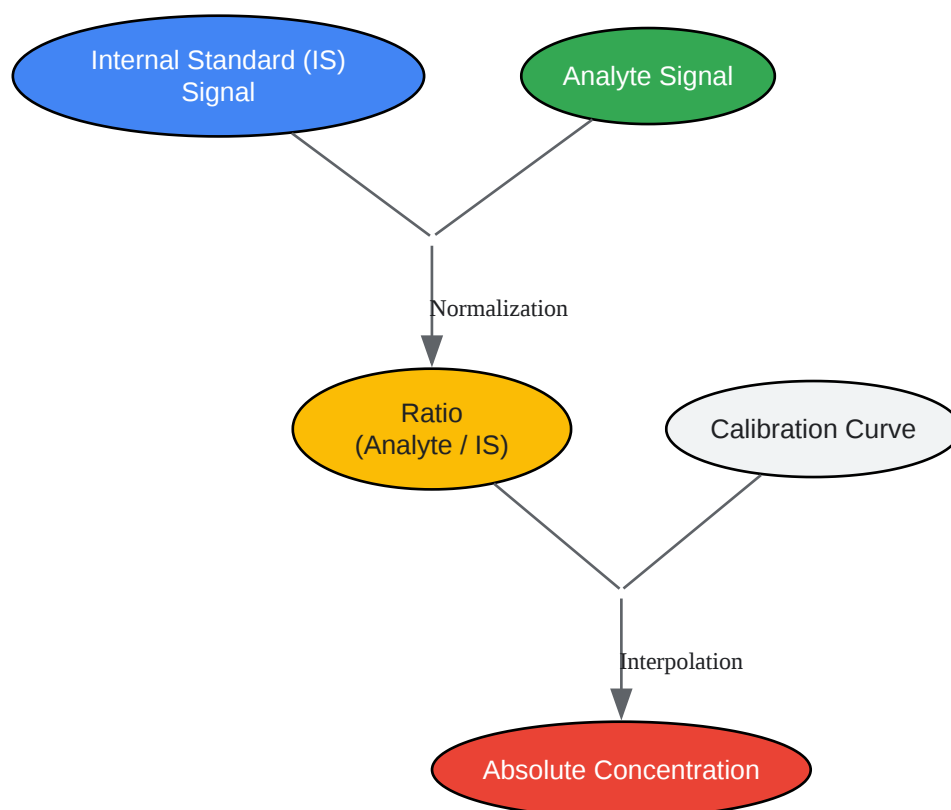 Internal Standard (IS)
Signal
Analyte Signal
Normalization
Ratio
(Analyte / IS)
Calibration Curve
Interpolation
Absolute Concentration